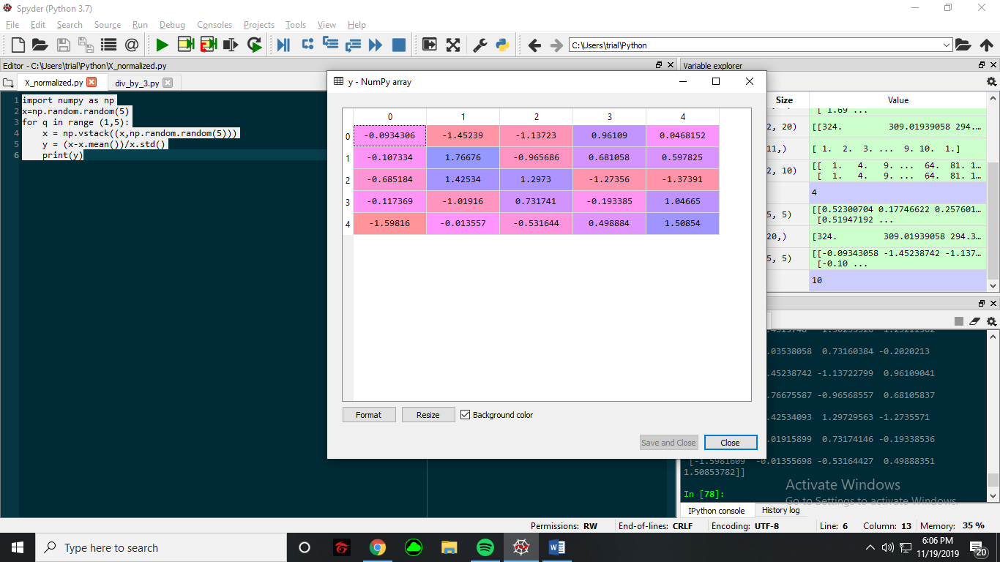 Spyder (Python 3.7)
File Edit Search Source Run Debug Consoles Projects Tools View Help
C:\Users\trial\Python
Editor - C:\Users\trial\Python\X_normalized.py
Variable explorer
X_normalized.py div_by_3.py
1 import numpy as np
2 x=np.random.random(5)
3 for q in range (1,5):
4 x = np.vstack((x,np.random.random(5)))
5 y = (x-x.mean())/x.std()
6 print(y)
y - NumPy array
0 1 2 3 4
0 -0.0934306 -1.45239 -1.13723 0.96109 0.0468152
1 -0.107334 1.76676 -0.965686 0.681058 0.597825
2 -0.685184 1.42534 1.2973 -1.27356 -1.37391
3 -0.117369 -1.01916 0.731741 -0.193385 1.04665
4 -1.59816 -0.013557 -0.531644 0.498884 1.50854
Format Resize Background color
Save and Close Close
Size Value
[ 1.69 ...
2, 20) [[324. 309.01939058 294.…
11,) [ 1. 2. 3. ... 9. 10. 1.]
2, 10) [[ 1. 4. 9. ... 64. 81. 1…
[ 1. 4. 9. ... 64. 81. 1…
4
5, 5) [[0.52300704 0.17746622 0.257601…
[0.51947192 ...
20,) [324. 309.01939058 294.3…
5, 5) [[-0.09343058 -1.45238742 -1.137…
[-0.10 ...
10
.03538058 0.73160384 -0.2020213
.45238742 -1.13722799 0.96109041
.76675587 -0.96568557 0.68105837
.42534093 1.29729563 -1.2735571
.01915899 0.73174146 -0.19338536
[-1.5981609 -0.01355698 -0.53164427 0.49888351
1.50853782]]
In [78]:
Activate Windows
Go to Settings to activate Windows.
IPython console History log
Permissions: RW End-of-lines: CRLF Encoding: UTF-8 Line: 6 Column: 13 Memory: 35 %
Type here to search
6:06 PM
11/19/2019
20